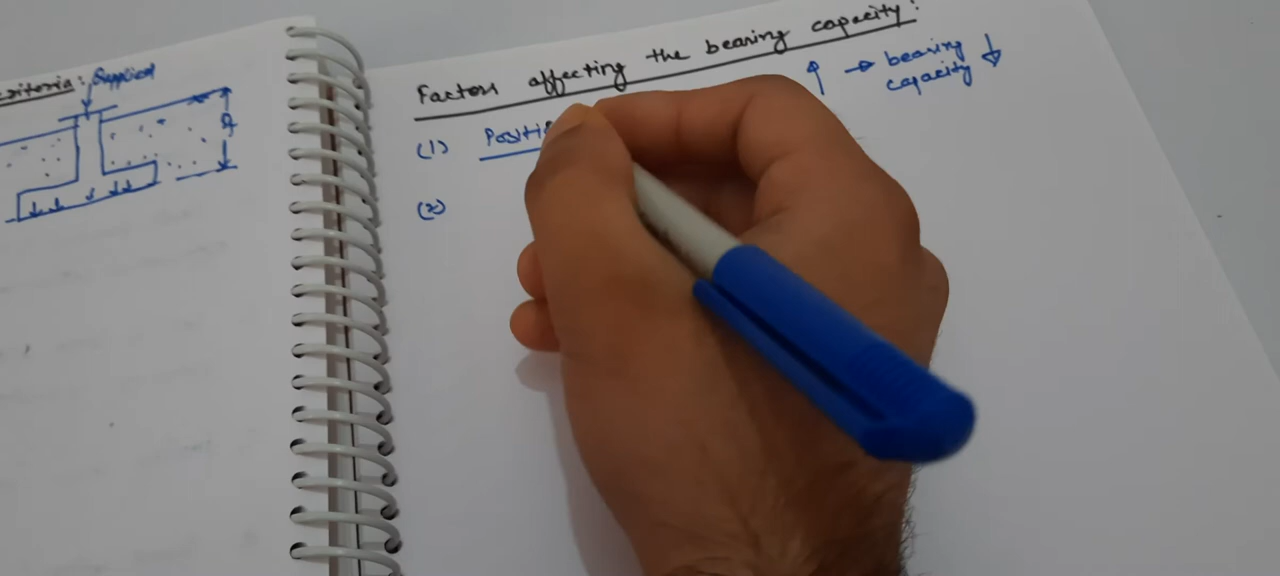 criteria:
Supplied
Factors affecting the bearing capacity:
(1) Positi ↑ → bearing
capacity ↓
(2)